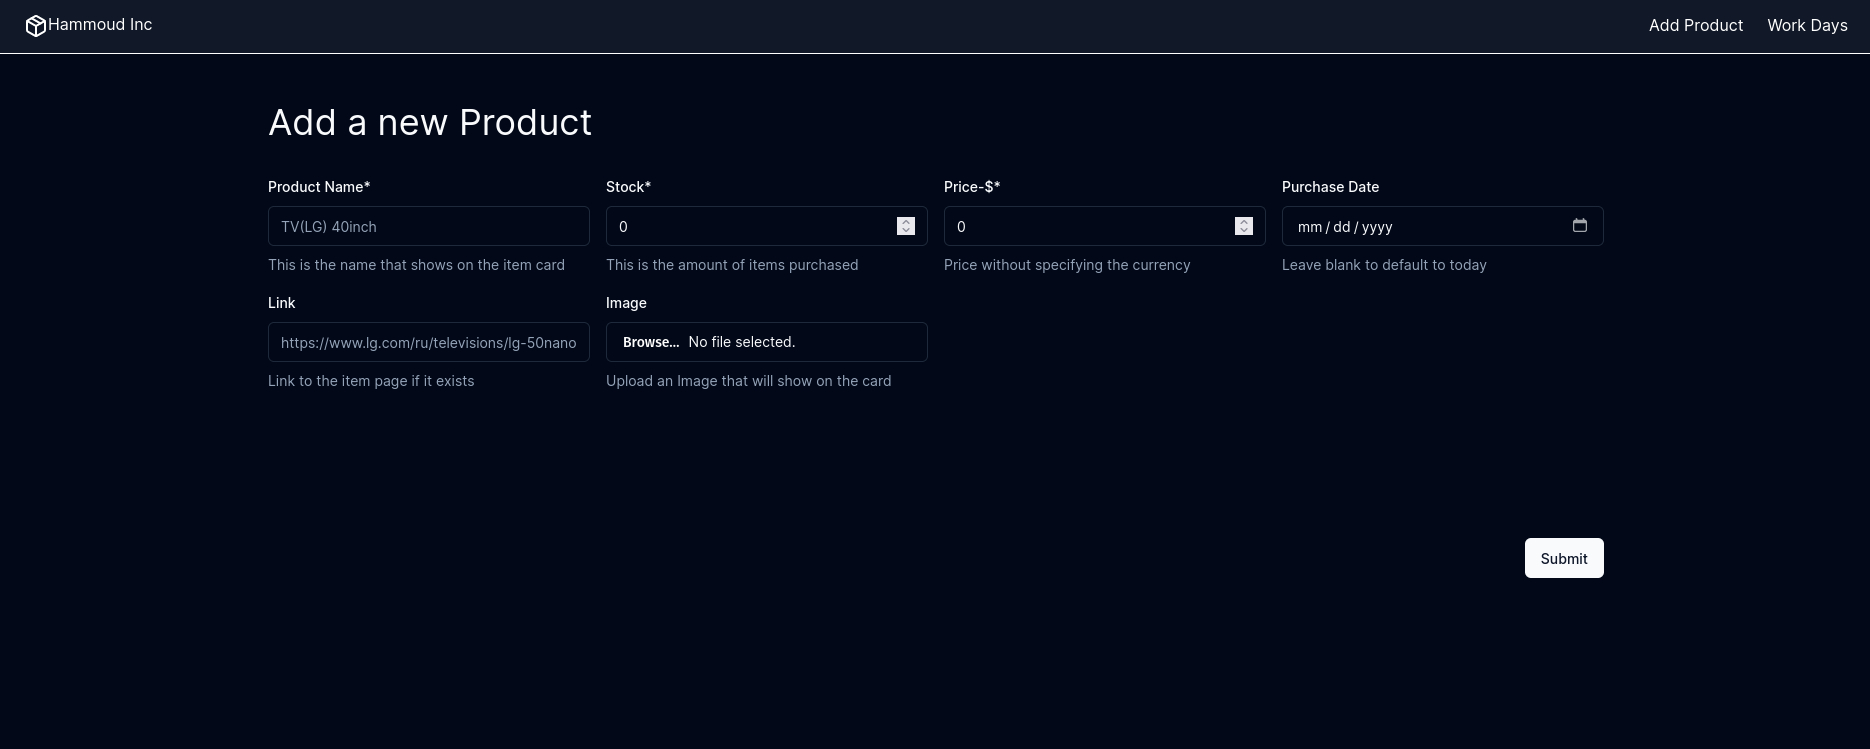 Hammoud Inc
Add Product
Work Days
Add a new Product
Product Name*
Stock*
Price-$*
Purchase Date
TV(LG) 40inch
0
0
mm/dd/yyyy
This is the name that shows on the item card
This is the amount of items purchased
Price without specifying the currency
Leave blank to default to today
Link
Image
https://www.lg.com/ru/televisions/lg-50nano
Browse... No file selected.
Link to the item page if it exists
Upload an Image that will show on the card
Submit